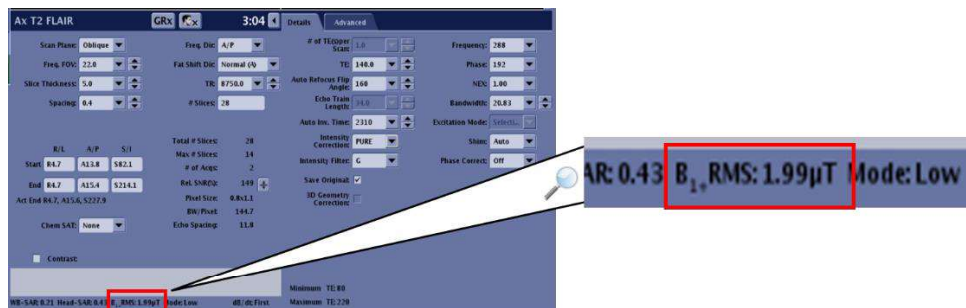 Ax T2 FLAIR GRx 3:04 Details Advanced
Scan Plane: Oblique Freq. Dir: A/P # of TE(s)per Scan: 1.0 Frequency: 288
Freq. FOV: 22.0 Fat Shift Dir: Normal (A) TE: 140.0 Phase: 192
Slice Thickness: 5.0 TR: 8750.0 Auto Refocus Flip Angle: 160 NEX: 1.00
Spacing: 0.4 # Slices: 28 Echo Train Length: Bandwidth: 20.83
Auto Inv. Time: 2310 Excitation Mode: Select...
R/L A/P S/I Total # Slices: 28 Intensity Correction: PURE Shim: Auto
Start R4.7 A13.8 S82.1 Max # Slices: 14 Intensity Filter: G Phase Correct: Off
# of Acqs: 2
End R4.7 A15.4 S214.1 Rel. SNR(%): 149 Save Original:
Act End R4.7, A15.6, S227.9 Pixel Size: 0.8x1.1 3D Geometry Correction:
BW/Pixel: 144.7
Chem SAT: None Echo Spacing: 11.8
Contrast:
Minimum TE: 80
WB-SAR: 0.21 Head-SAR: 0.43 B1+RMS: 1.99µT Mode: Low dB/dt: First Maximum TE: 220
AR: 0.43 B1+RMS: 1.99µT Mode: Low